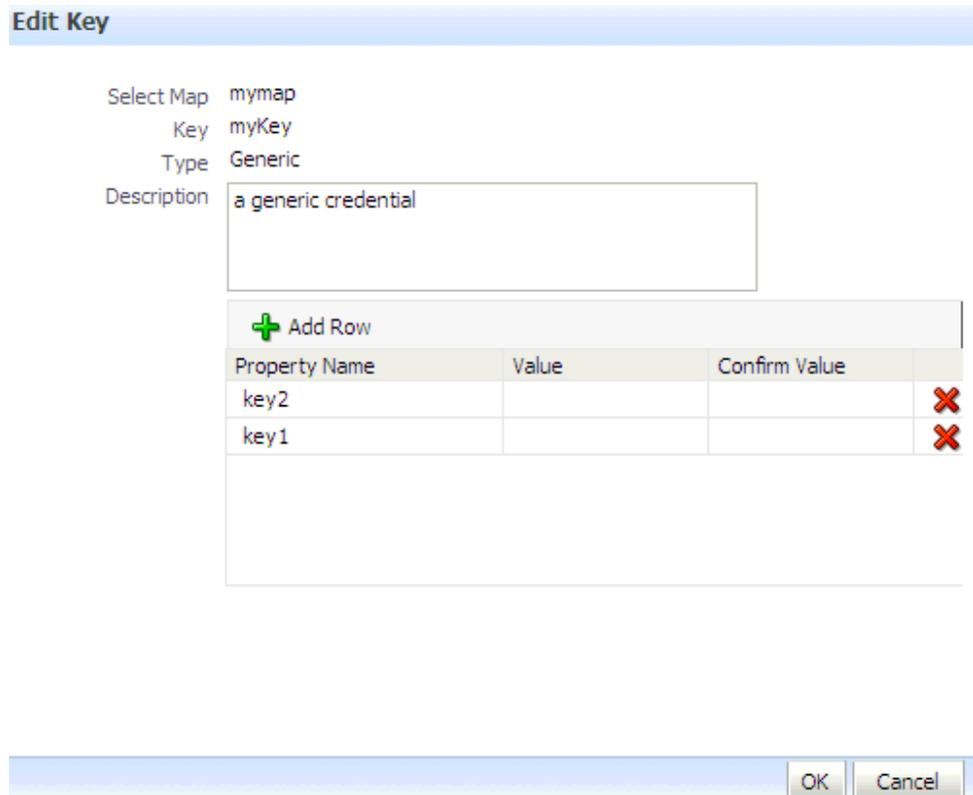 Edit Key
Select Map mymap
Key myKey
Type Generic
Description a generic credential
Add Row
Property Name Value Confirm Value
key2
key1
OK Cancel